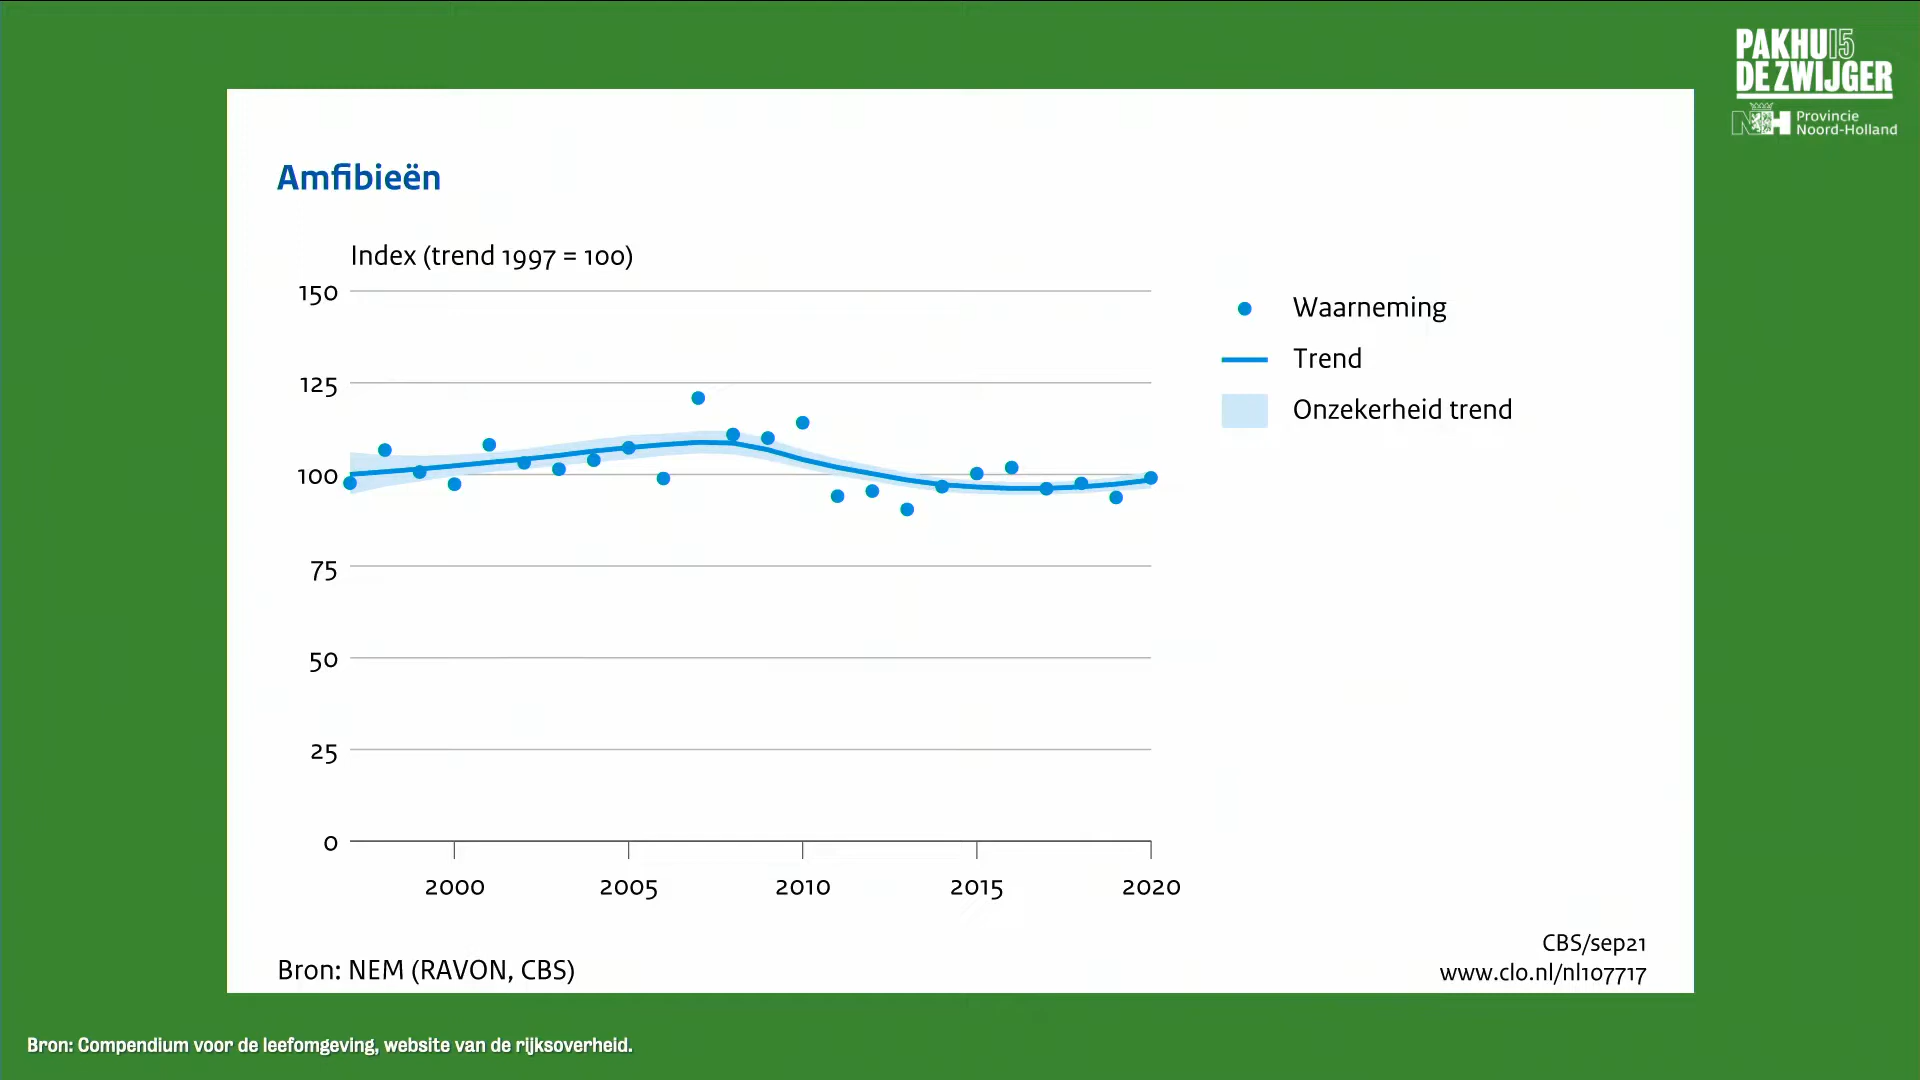 PAKHUIS
DE ZWIJGER
NH Provincie
Noord-Holland
Amfibieën
Index (trend 1997 = 100)
150
125
100
75
50
25
0
2000 2005 2010 2015 2020
Waarneming
Trend
Onzekerheid trend
CBS/sep21
Bron: NEM (RAVON, CBS)
www.clo.nl/nl107717
Bron: Compendium voor de leefomgeving, website van de rijksoverheid.